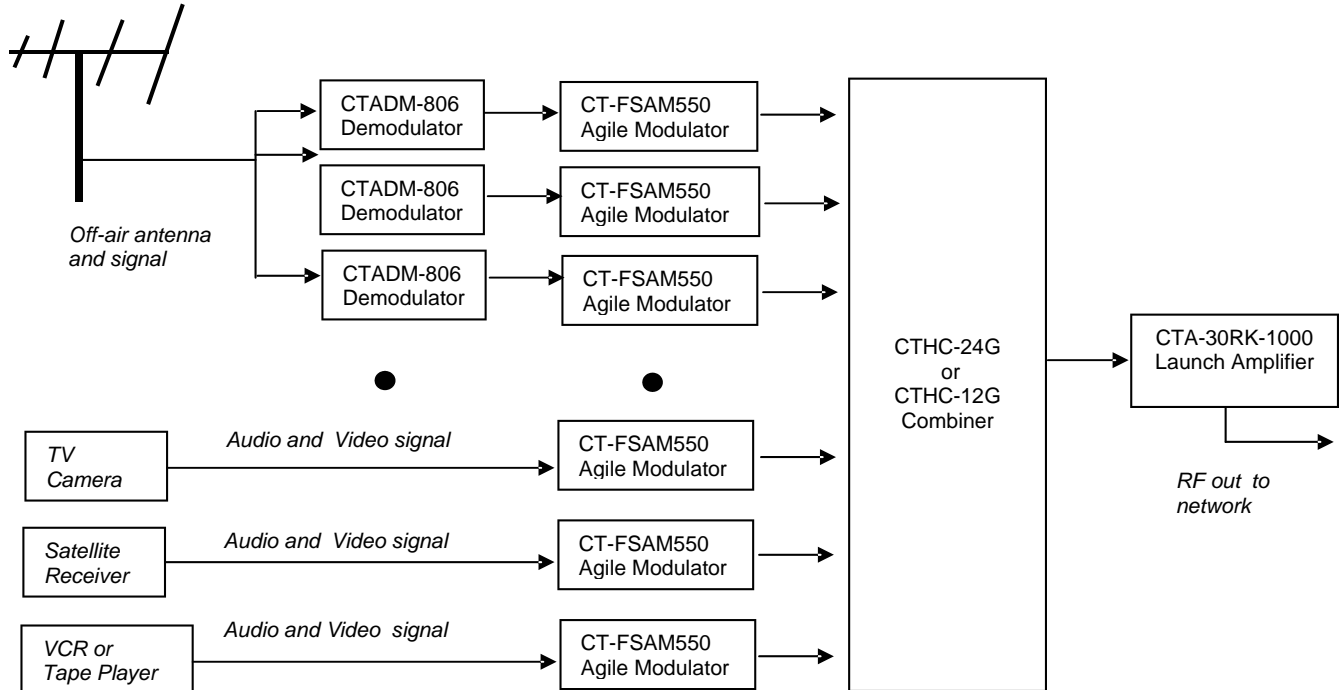 CTADM-806
Demodulator
CT-FSAM550
Agile Modulator
CTADM-806
Demodulator
CT-FSAM550
Agile Modulator
Off-air antenna
and signal
CTADM-806
Demodulator
CT-FSAM550
Agile Modulator
CTHC-24G
or
CTHC-12G
Combiner
CTA-30RK-1000
Launch Amplifier
RF out to
network
TV
Camera
Audio and Video signal
CT-FSAM550
Agile Modulator
Satellite
Receiver
Audio and Video signal
CT-FSAM550
Agile Modulator
VCR or
Tape Player
Audio and Video signal
CT-FSAM550
Agile Modulator